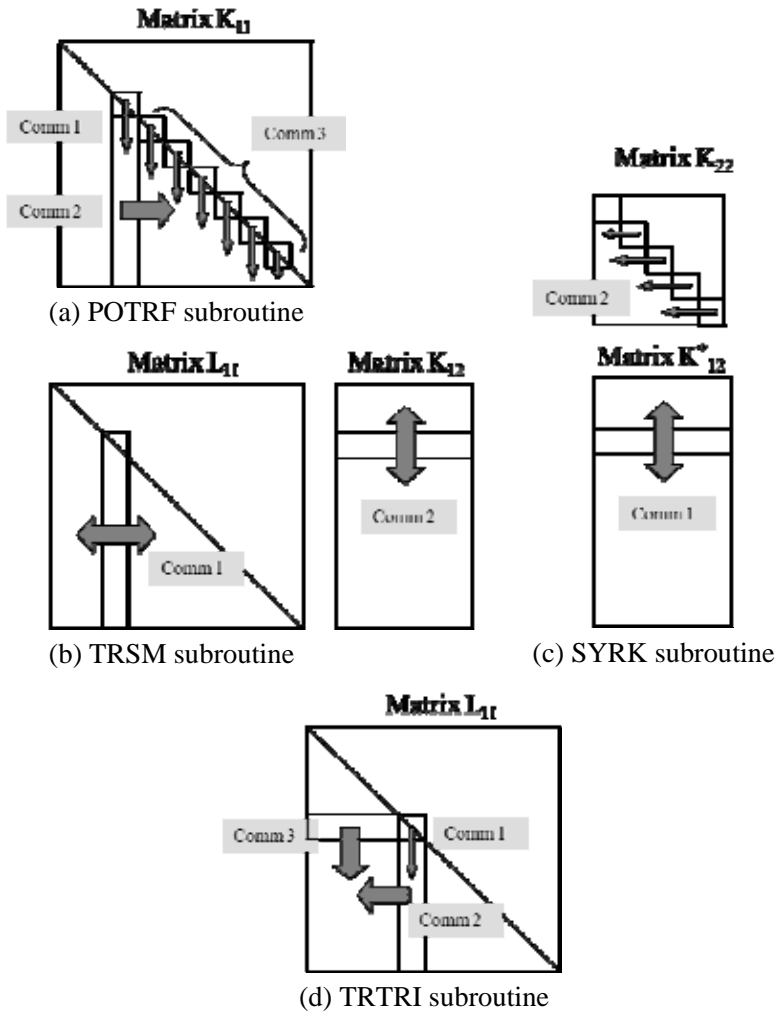 Matrix K11
Comm 1
Comm 3
Comm 2
(a) POTRF subroutine
Matrix K22
Comm 2
Matrix L11
Comm 1
(b) TRSM subroutine
Matrix K12
Comm 2
Matrix K*12
Comm 1
(c) SYRK subroutine
Matrix L11
Comm 3
Comm 1
Comm 2
(d) TRTRI subroutine